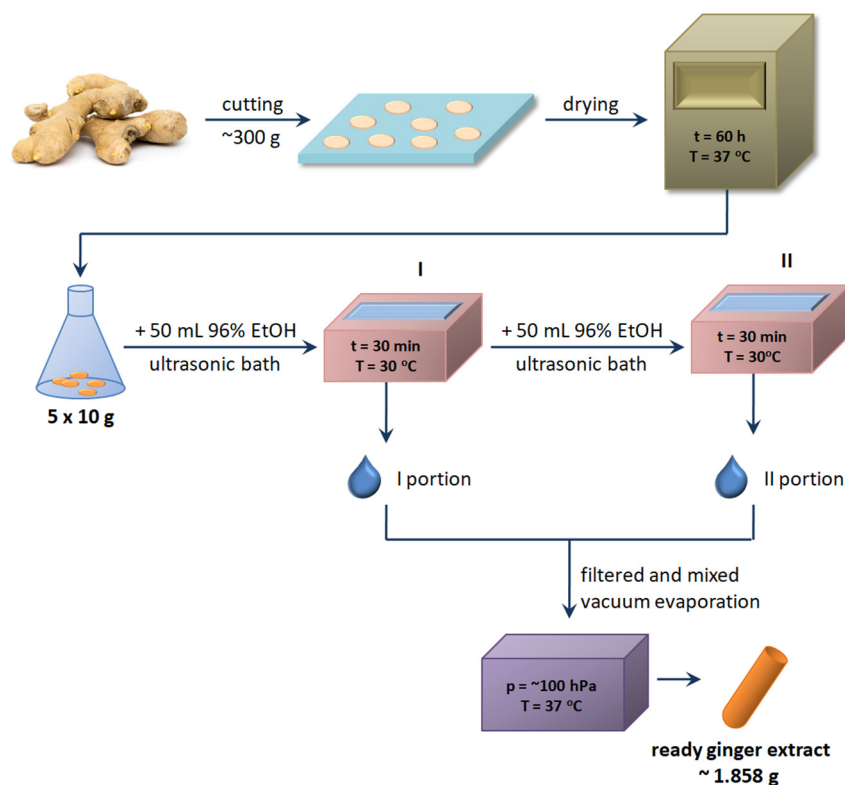 cutting
~300 g
drying
t = 60 h
T = 37 °C
I
II
+ 50 mL 96% EtOH
ultrasonic bath
t = 30 min
T = 30 °C
+ 50 mL 96% EtOH
ultrasonic bath
t = 30 min
T = 30°C
5 x 10 g
I portion
II portion
filtered and mixed
vacuum evaporation
p = ~100 hPa
T = 37 °C
ready ginger extract
~ 1.858 g